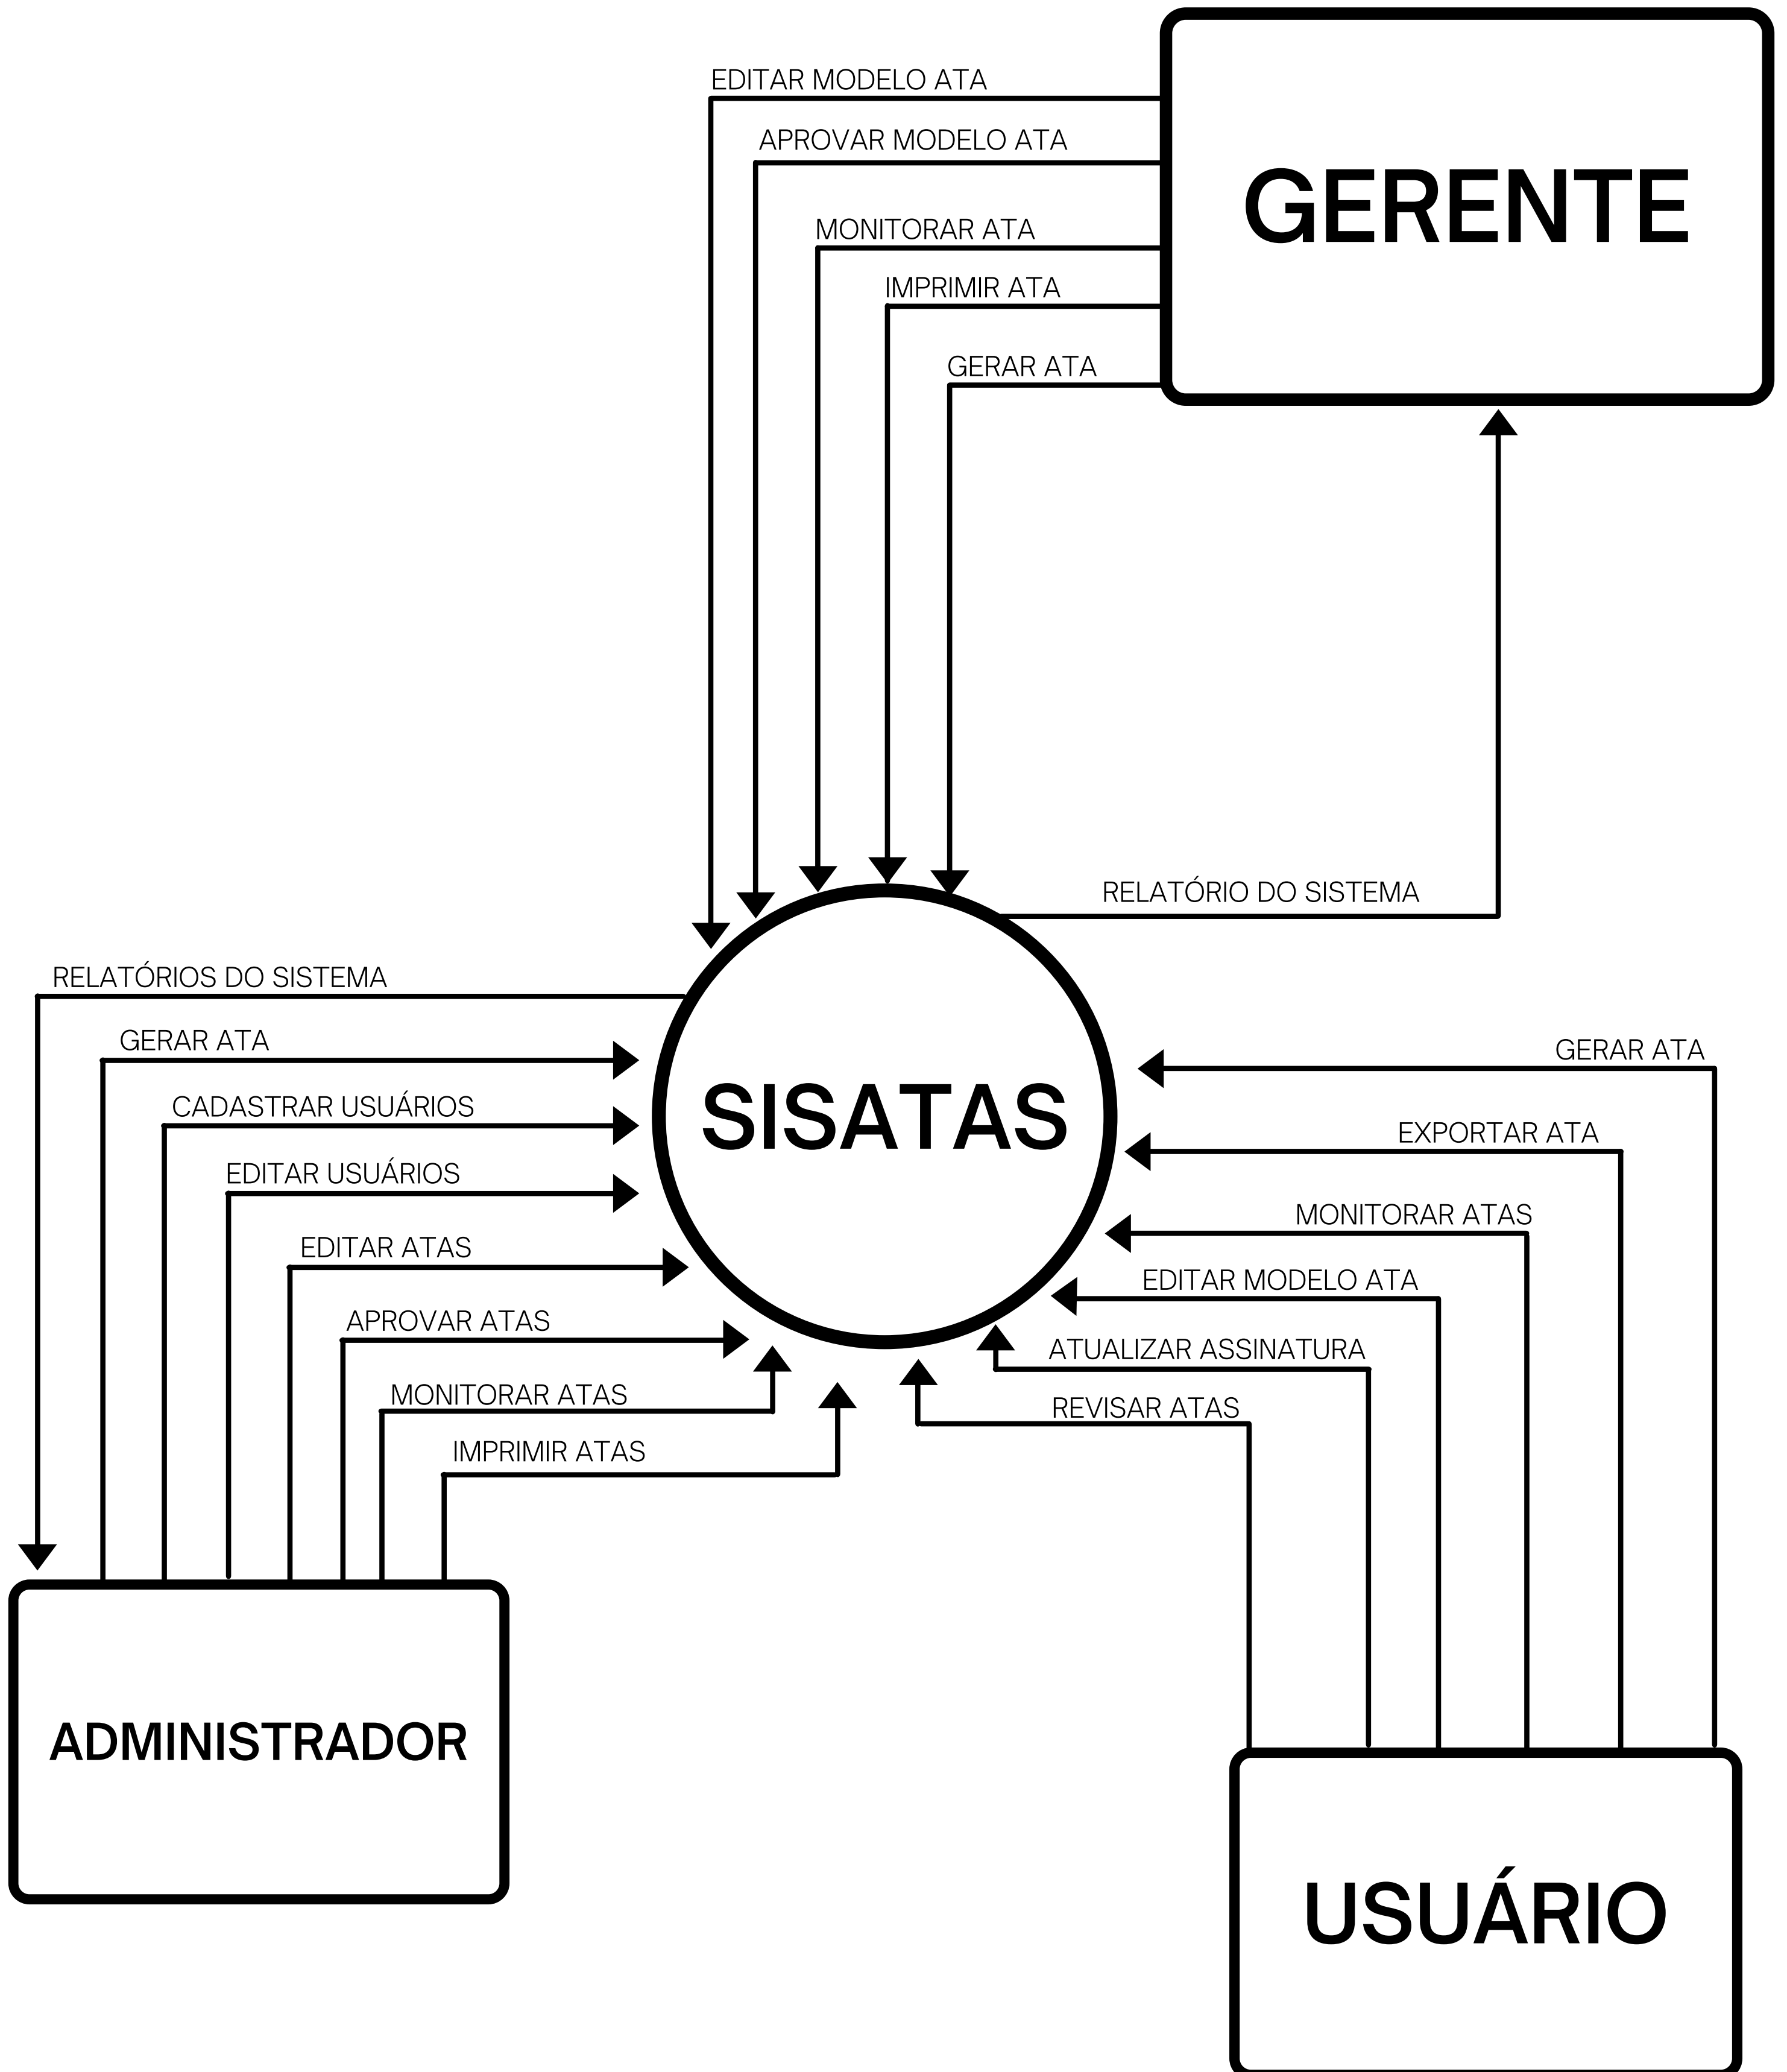 EDITAR MODELO ATA
APROVAR MODELO ATA
GERENTE
MONITORAR ATA
IMPRIMIR ATA
GERAR ATA
RELATÓRIO DO SISTEMA
RELATÓRIOS DO SISTEMA
GERAR ATA
GERAR ATA
CADASTRAR USUÁRIOS
SISATAS
EXPORTAR ATA
EDITAR USUÁRIOS
MONITORAR ATAS
EDITAR ATAS
EDITAR MODELO ATA
APROVAR ATAS
ATUALIZAR ASSINATURA
MONITORAR ATAS
REVISAR ATAS
IMPRIMIR ATAS
ADMINISTRADOR
USUÁRIO